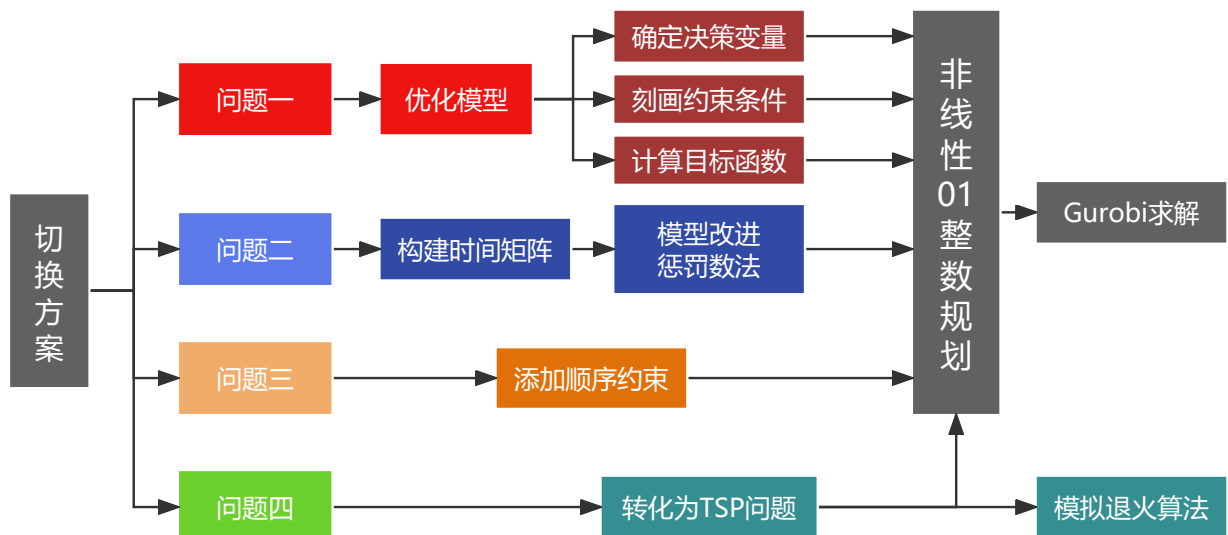 切换方案
问题一
优化模型
确定决策变量
刻画约束条件
计算目标函数
问题二
构建时间矩阵
模型改进
惩罚数法
问题三
添加顺序约束
问题四
转化为TSP问题
非线性01整数规划
Gurobi求解
模拟退火算法